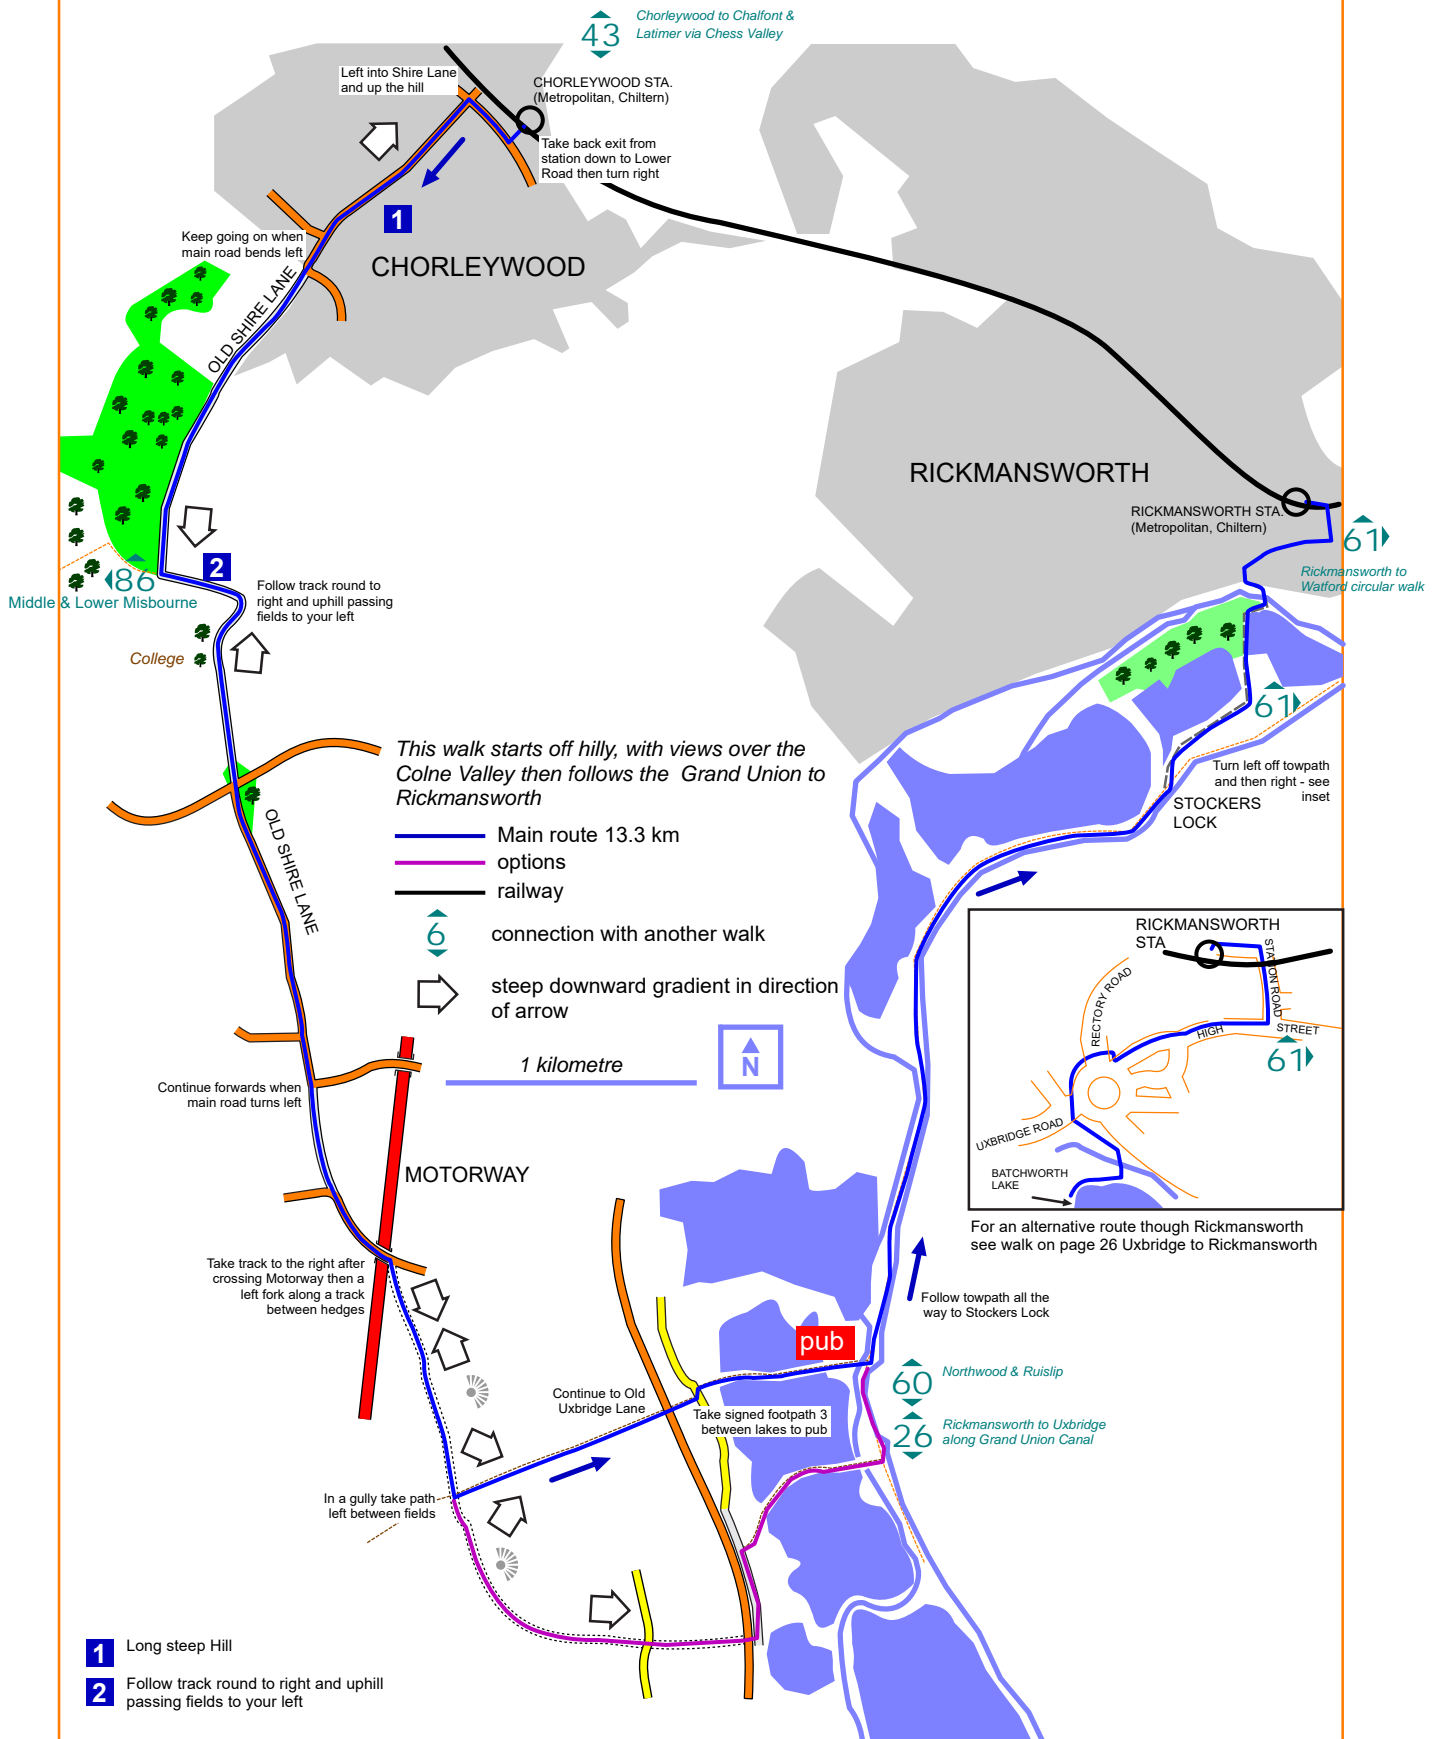 43
Chorleywood to Chalfont &
Latimer via Chess Valley
Left into Shire Lane
and up the hill
CHORLEYWOOD STA.
(Metropolitan, Chiltern)
Take back exit from
station down to Lower
Road then turn right
1
Keep going on when
main road bends left
CHORLEYWOOD
OLD SHIRE LANE
RICKMANSWORTH
RICKMANSWORTH STA.
(Metropolitan, Chiltern)
61
Rickmansworth to
Watford circular walk
2
86
Middle & Lower Misbourne
Follow track round to
right and uphill passing
fields to your left
College
61
This walk starts off hilly, with views over the
Colne Valley then follows the  Grand Union to
Rickmansworth
Turn left off towpath
and then right - see
inset
STOCKERS
LOCK
OLD SHIRE LANE
Main route 13.3 km
options
railway
6
connection with another walk
steep downward gradient in direction
of arrow
1 kilometre
N
RICKMANSWORTH
STA
STATION ROAD
RECTORY ROAD
HIGH
STREET
61
UXBRIDGE ROAD
BATCHWORTH
LAKE
Continue forwards when
main road turns left
MOTORWAY
For an alternative route though Rickmansworth
see walk on page 26 Uxbridge to Rickmansworth
Take track to the right after
crossing Motorway then a
left fork along a track
between hedges
Follow towpath all the
way to Stockers Lock
pub
60
Northwood & Ruislip
Continue to Old
Uxbridge Lane
Take signed footpath 3
between lakes to pub
26
Rickmansworth to Uxbridge
along Grand Union Canal
In a gully take path
left between fields
1
Long steep Hill
2
Follow track round to right and uphill
passing fields to your left